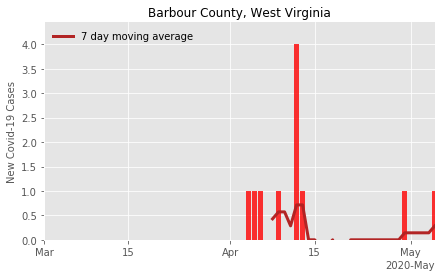 Barbour County, West Virginia
7 day moving average
New Covid-19 Cases
4.0
3.5
3.0
2.5
2.0
1.5
1.0
0.5
0.0
Mar 15 Apr 15 May
2020-May